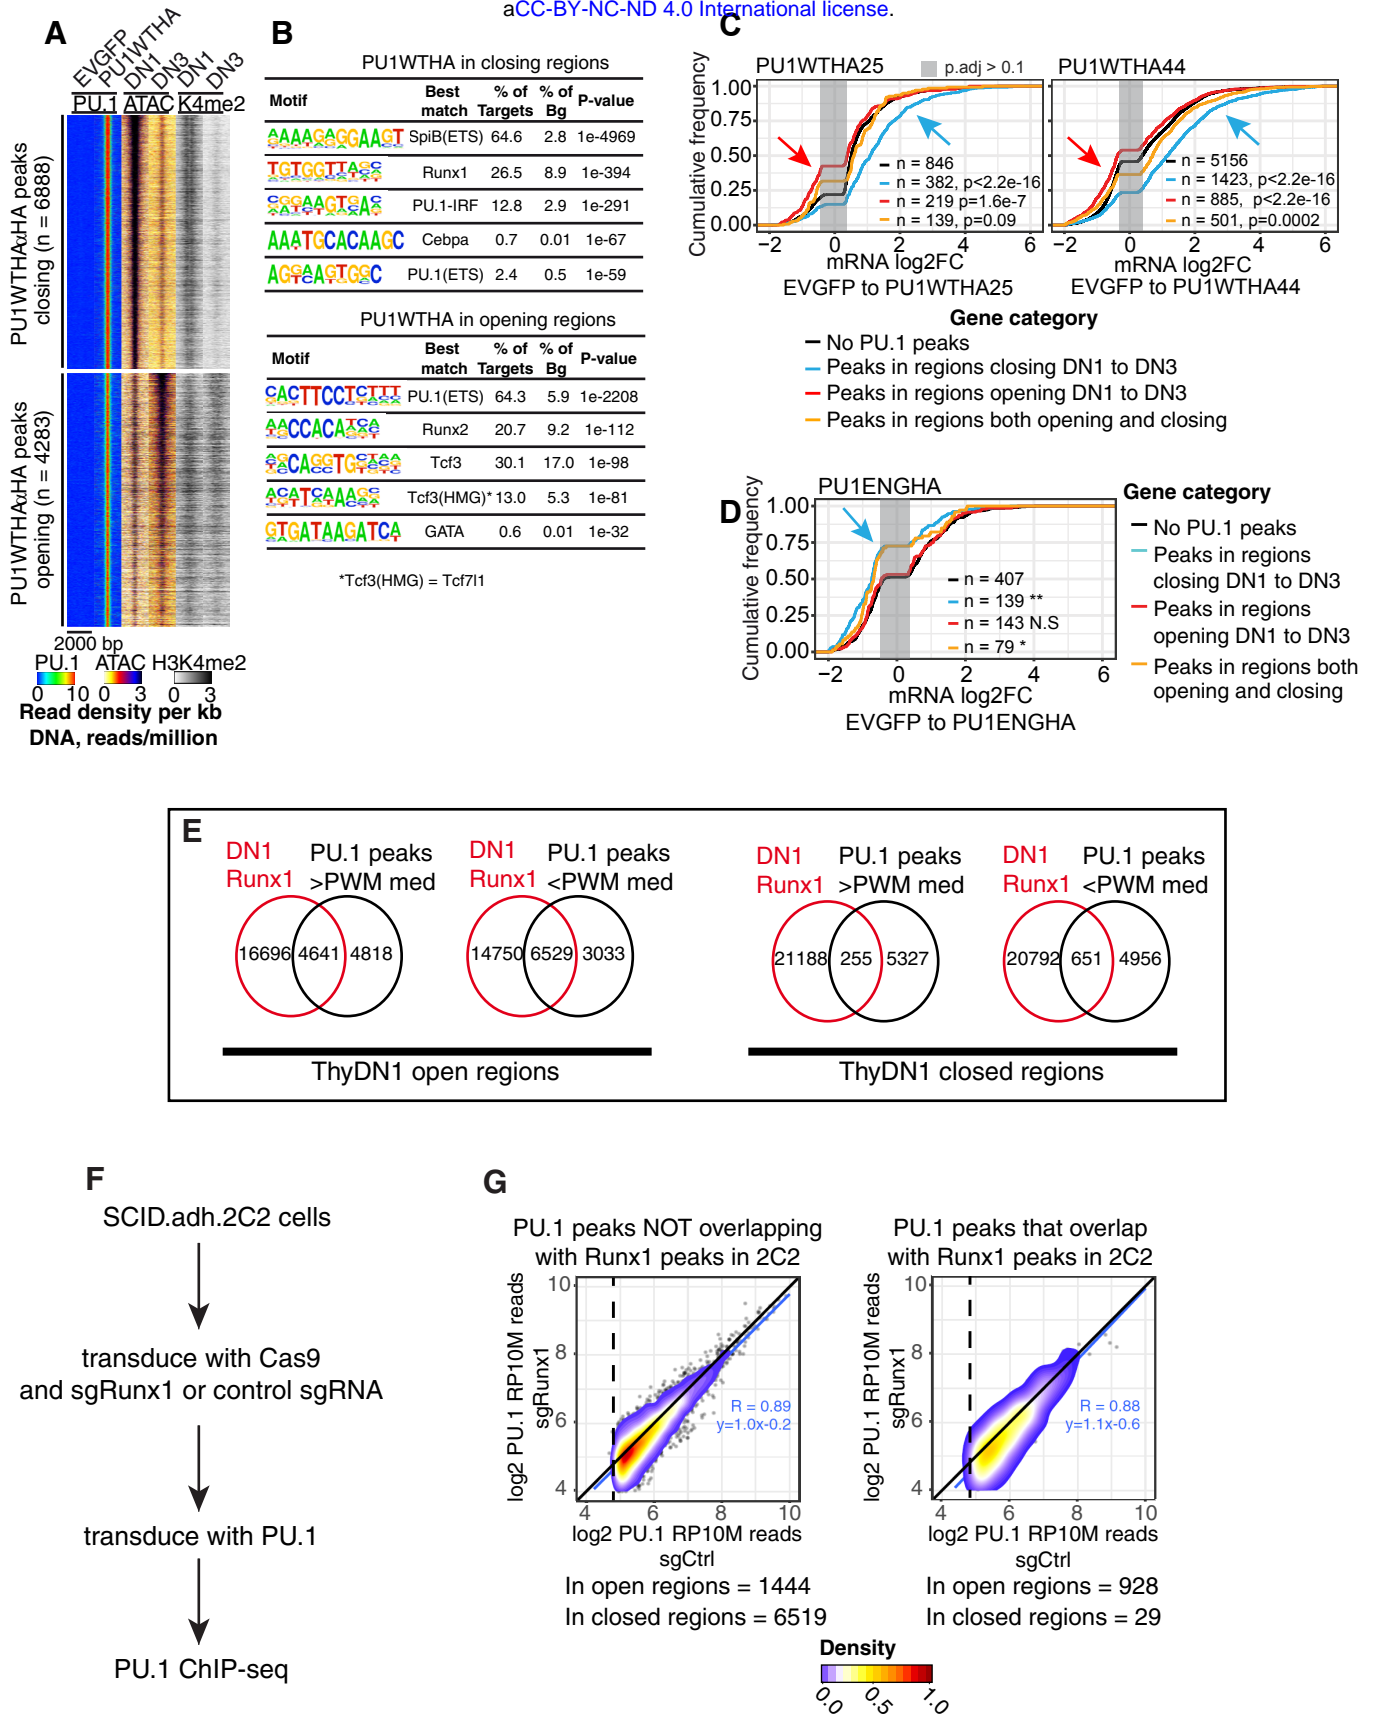 aCC-BY-NC-ND 4.0 International license.
A
EVGFP
PU1WTHA
DN1
DN3
DN1
DN3
PU.1 ATAC K4me2
PU1WTHAαHA peaks
closing (n = 6888)
PU1WTHAαHA peaks
opening (n = 4283)
2000 bp
PU.1 ATAC H3K4me2
0 10 0 3 0 3
Read density per kb
DNA, reads/million
B
PU1WTHA in closing regions
Motif Best match % of Targets % of Bg P-value
AAAAGAGGAAGT SpiB(ETS) 64.6 2.8 1e-4969
TGTGGTTAGC Runx1 26.5 8.9 1e-394
PU.1-IRF 12.8 2.9 1e-291
AAATGCACAAGC Cebpa 0.7 0.01 1e-67
PU.1(ETS) 2.4 0.5 1e-59
PU1WTHA in opening regions
Motif Best match % of Targets % of Bg P-value
CACTTCCTCTTT PU.1(ETS) 64.3 5.9 1e-2208
AACCACATCA Runx2 20.7 9.2 1e-112
Tcf3 30.1 17.0 1e-98
ACATCAAAGG Tcf3(HMG)* 13.0 5.3 1e-81
GTGATAAGATCA GATA 0.6 0.01 1e-32
*Tcf3(HMG) = Tcf7l1
C
PU1WTHA25
p.adj > 0.1
PU1WTHA44
Cumulative frequency
1.00
0.75
0.50
0.25
0.00
n = 846
n = 382, p<2.2e-16
n = 219 p=1.6e-7
n = 139, p=0.09
−2 0 2 4 6
mRNA log2FC
EVGFP to PU1WTHA25
n = 5156
n = 1423, p<2.2e-16
n = 885, p<2.2e-16
n = 501, p=0.0002
−2 0 2 4 6
mRNA log2FC
EVGFP to PU1WTHA44
Gene category
No PU.1 peaks
Peaks in regions closing DN1 to DN3
Peaks in regions opening DN1 to DN3
Peaks in regions both opening and closing
D
PU1ENGHA
Cumulative frequency
1.00
0.75
0.50
0.25
0.00
n = 407
n = 139 **
n = 143 N.S
n = 79 *
−2 0 2 4 6
mRNA log2FC
EVGFP to PU1ENGHA
Gene category
No PU.1 peaks
Peaks in regions
closing DN1 to DN3
Peaks in regions
opening DN1 to DN3
Peaks in regions both
opening and closing
E
DN1
Runx1
PU.1 peaks
>PWM med
16696 4641 4818
DN1
Runx1
PU.1 peaks
<PWM med
14750 6529 3033
ThyDN1 open regions
DN1
Runx1
PU.1 peaks
>PWM med
21188 255 5327
DN1
Runx1
PU.1 peaks
<PWM med
20792 651 4956
ThyDN1 closed regions
F
SCID.adh.2C2 cells
transduce with Cas9
and sgRunx1 or control sgRNA
transduce with PU.1
PU.1 ChIP-seq
G
PU.1 peaks NOT overlapping
with Runx1 peaks in 2C2
log2 PU.1 RP10M reads
sgRunx1
10
8
6
4
R = 0.89
y=1.0x-0.2
4 6 8 10
log2 PU.1 RP10M reads
sgCtrl
In open regions = 1444
In closed regions = 6519
PU.1 peaks that overlap
with Runx1 peaks in 2C2
log2 PU.1 RP10M reads
sgRunx1
10
8
6
4
R = 0.88
y=1.1x-0.6
4 6 8 10
log2 PU.1 RP10M reads
sgCtrl
In open regions = 928
In closed regions = 29
Density
0.0 0.5 1.0